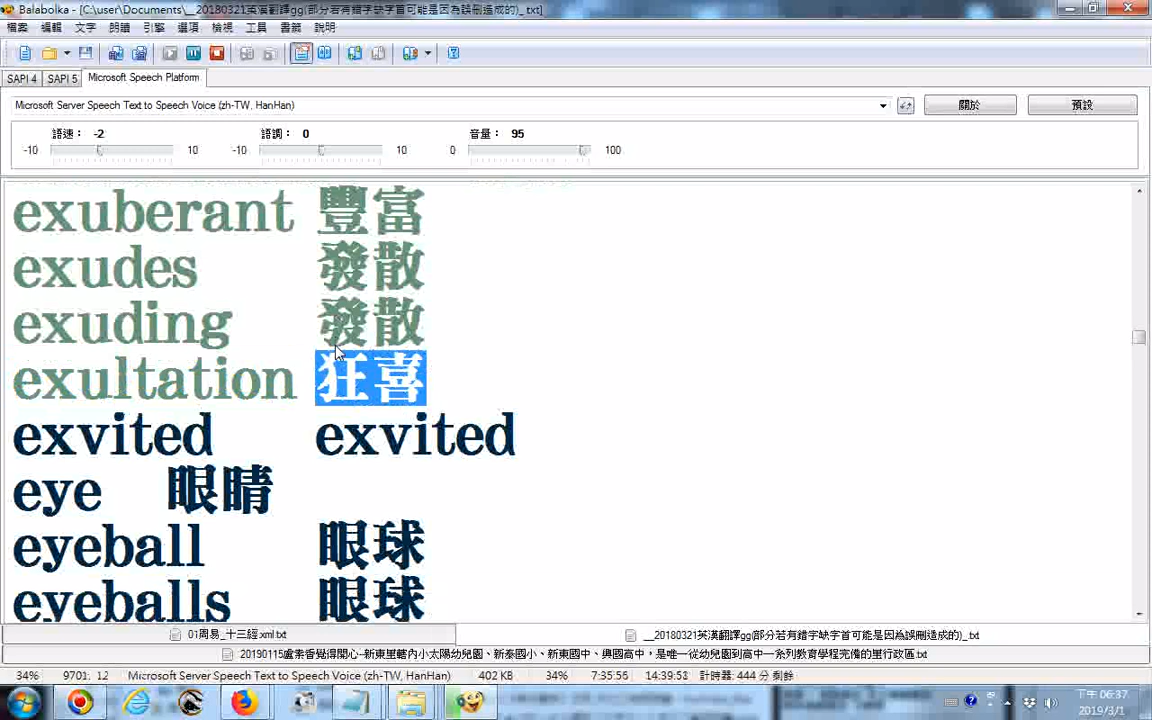 Balabolka - [C:\user\Documents\__20180321英漢翻譯gg(部分若有錯字缺字首可能是因為誤刪造成的)_.txt]
檔案 編輯 文字 朗讀 引擎 選項 檢視 工具 書籤 說明
SAPI 4 SAPI 5 Microsoft Speech Platform
Microsoft Server Speech Text to Speech Voice (zh-TW, HanHan) 關於 預設
語速： -2 語調： 0 音量： 95
-10 10 -10 10 0 100
exuberant 豐富
exudes 發散
exuding 發散
exultation 狂喜
exvited exvited
eye 眼睛
eyeball 眼球
eyeballs 眼球
01周易_十三經.xml.txt __20180321英漢翻譯gg(部分若有錯字缺字首可能是因為誤刪造成的)_.txt
20190115盧素香覺得開心-新東里轄內小太陽幼兒園、新泰國小、新東國中、興國高中，是唯一從幼兒園到高中一系列教育學程完備的里行政區.txt
34% 9701: 12 Microsoft Server Speech Text to Speech Voice (zh-TW, HanHan) 402 KB 34% 7:35:56 14:39:53 計時器: 444 分 剩餘
下午 06:37
2019/3/1